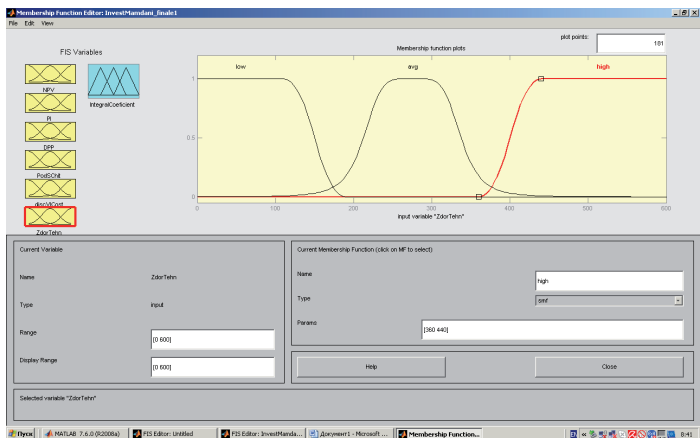 Membership Function Editor: InvestMamdani_finale1
File Edit View
FIS Variables
NPV
PI
DPP
PodSChit
discVlCost
ZdorTehn
IntegralCoeficient
plot points:
181
Membership function plots
low avg high
1
0.5
0
0 100 200 300 400 500 600
input variable "ZdorTehn"
Current Variable
Name ZdorTehn
Type input
Range [0 600]
Display Range [0 600]
Current Membership Function (click on MF to select)
Name high
Type smf
Params [360 440]
Help Close
Selected variable "ZdorTehn"
Пуск MATLAB 7.6.0 (R2008a) FIS Editor: Untitled FIS Editor: InvestMamda... Документ1 - Microsoft ... Membership Function... 8:41